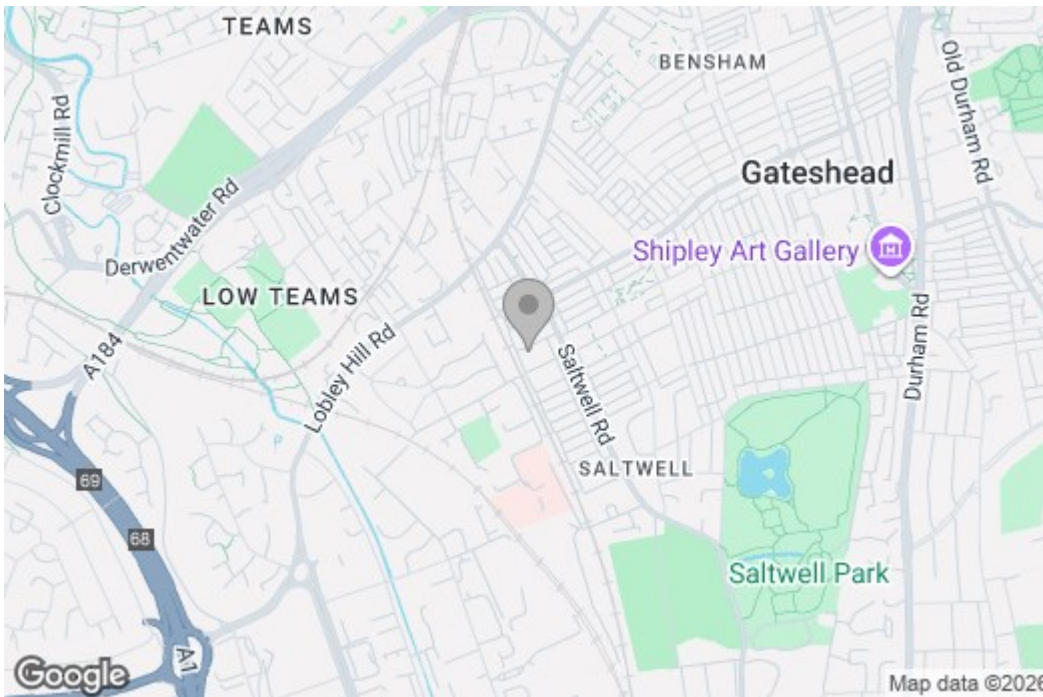 TEAMS
BENSHAM
Old Durham Rd
Clockmill Rd
Gateshead
Derwentwater Rd
Shipley Art Gallery
LOW TEAMS
Durham Rd
A184
Lobley Hill Rd
Saltwell Rd
SALTWELL
69
68
Saltwell Park
A1
Google
Map data ©2026